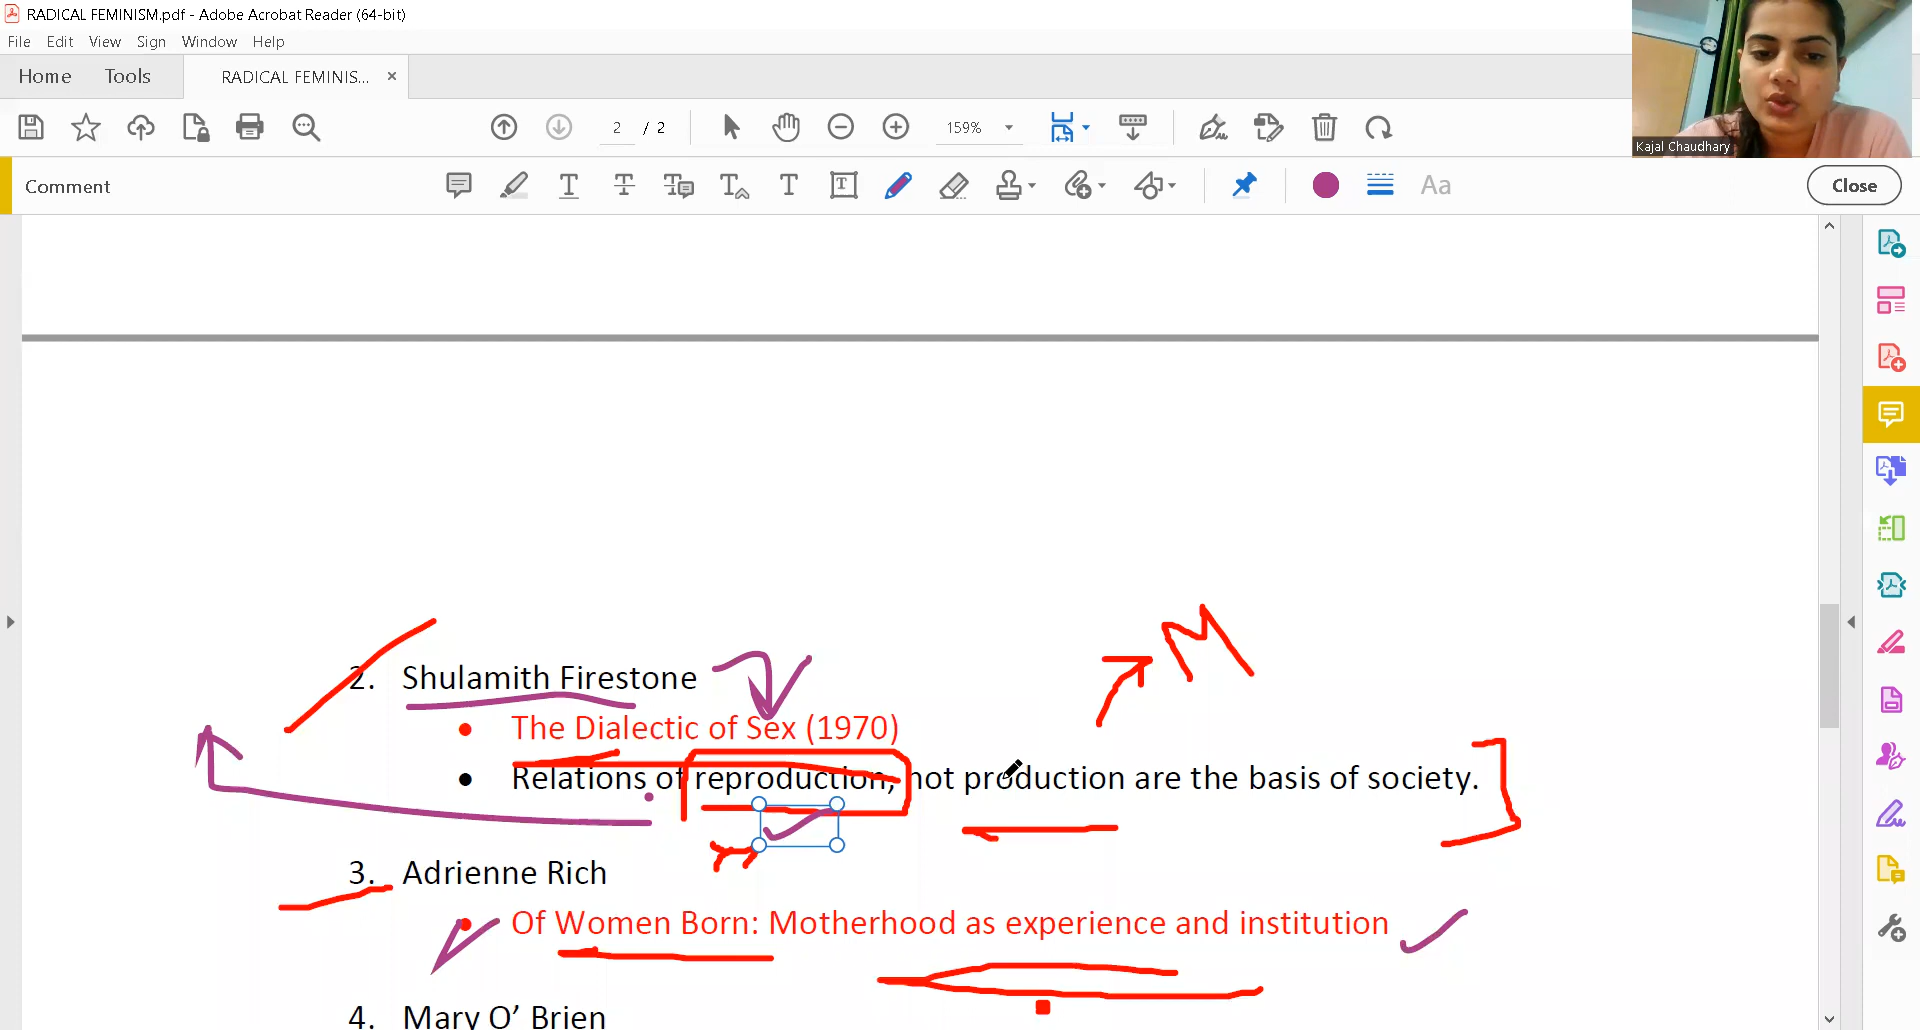 RADICAL FEMINISM.pdf - Adobe Acrobat Reader (64-bit)
File Edit View Sign Window Help
Home Tools RADICAL FEMINIS... ×
2 / 2 159%
Kajal Chaudhary
Comment Aa Close
M
2. Shulamith Firestone
• The Dialectic of Sex (1970)
• Relations of reproduction, not production are the basis of society.
3. Adrienne Rich
• Of Women Born: Motherhood as experience and institution
4. Mary O' Brien